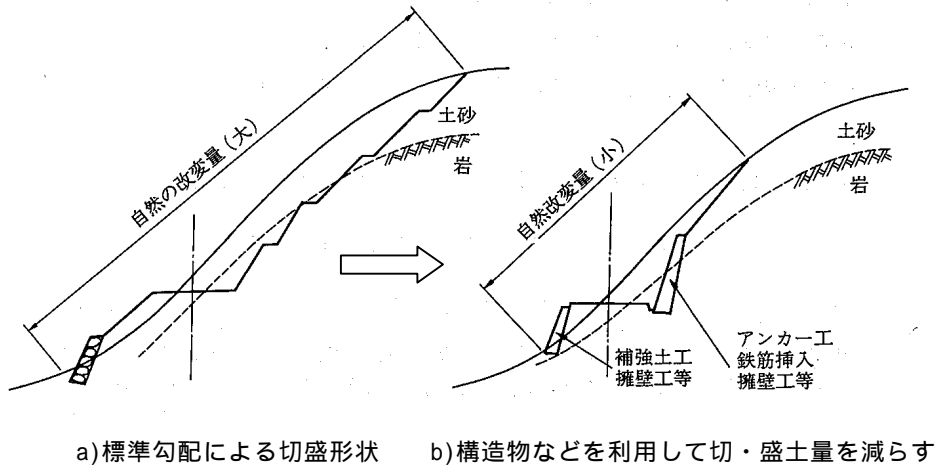 自然の改変量(大)
土砂
岩
自然改変量(小)
土砂
岩
補強土工
擁壁工等
アンカー工
鉄筋挿入
擁壁工等
a)標準勾配による切盛形状
b)構造物などを利用して切・盛土量を減らす